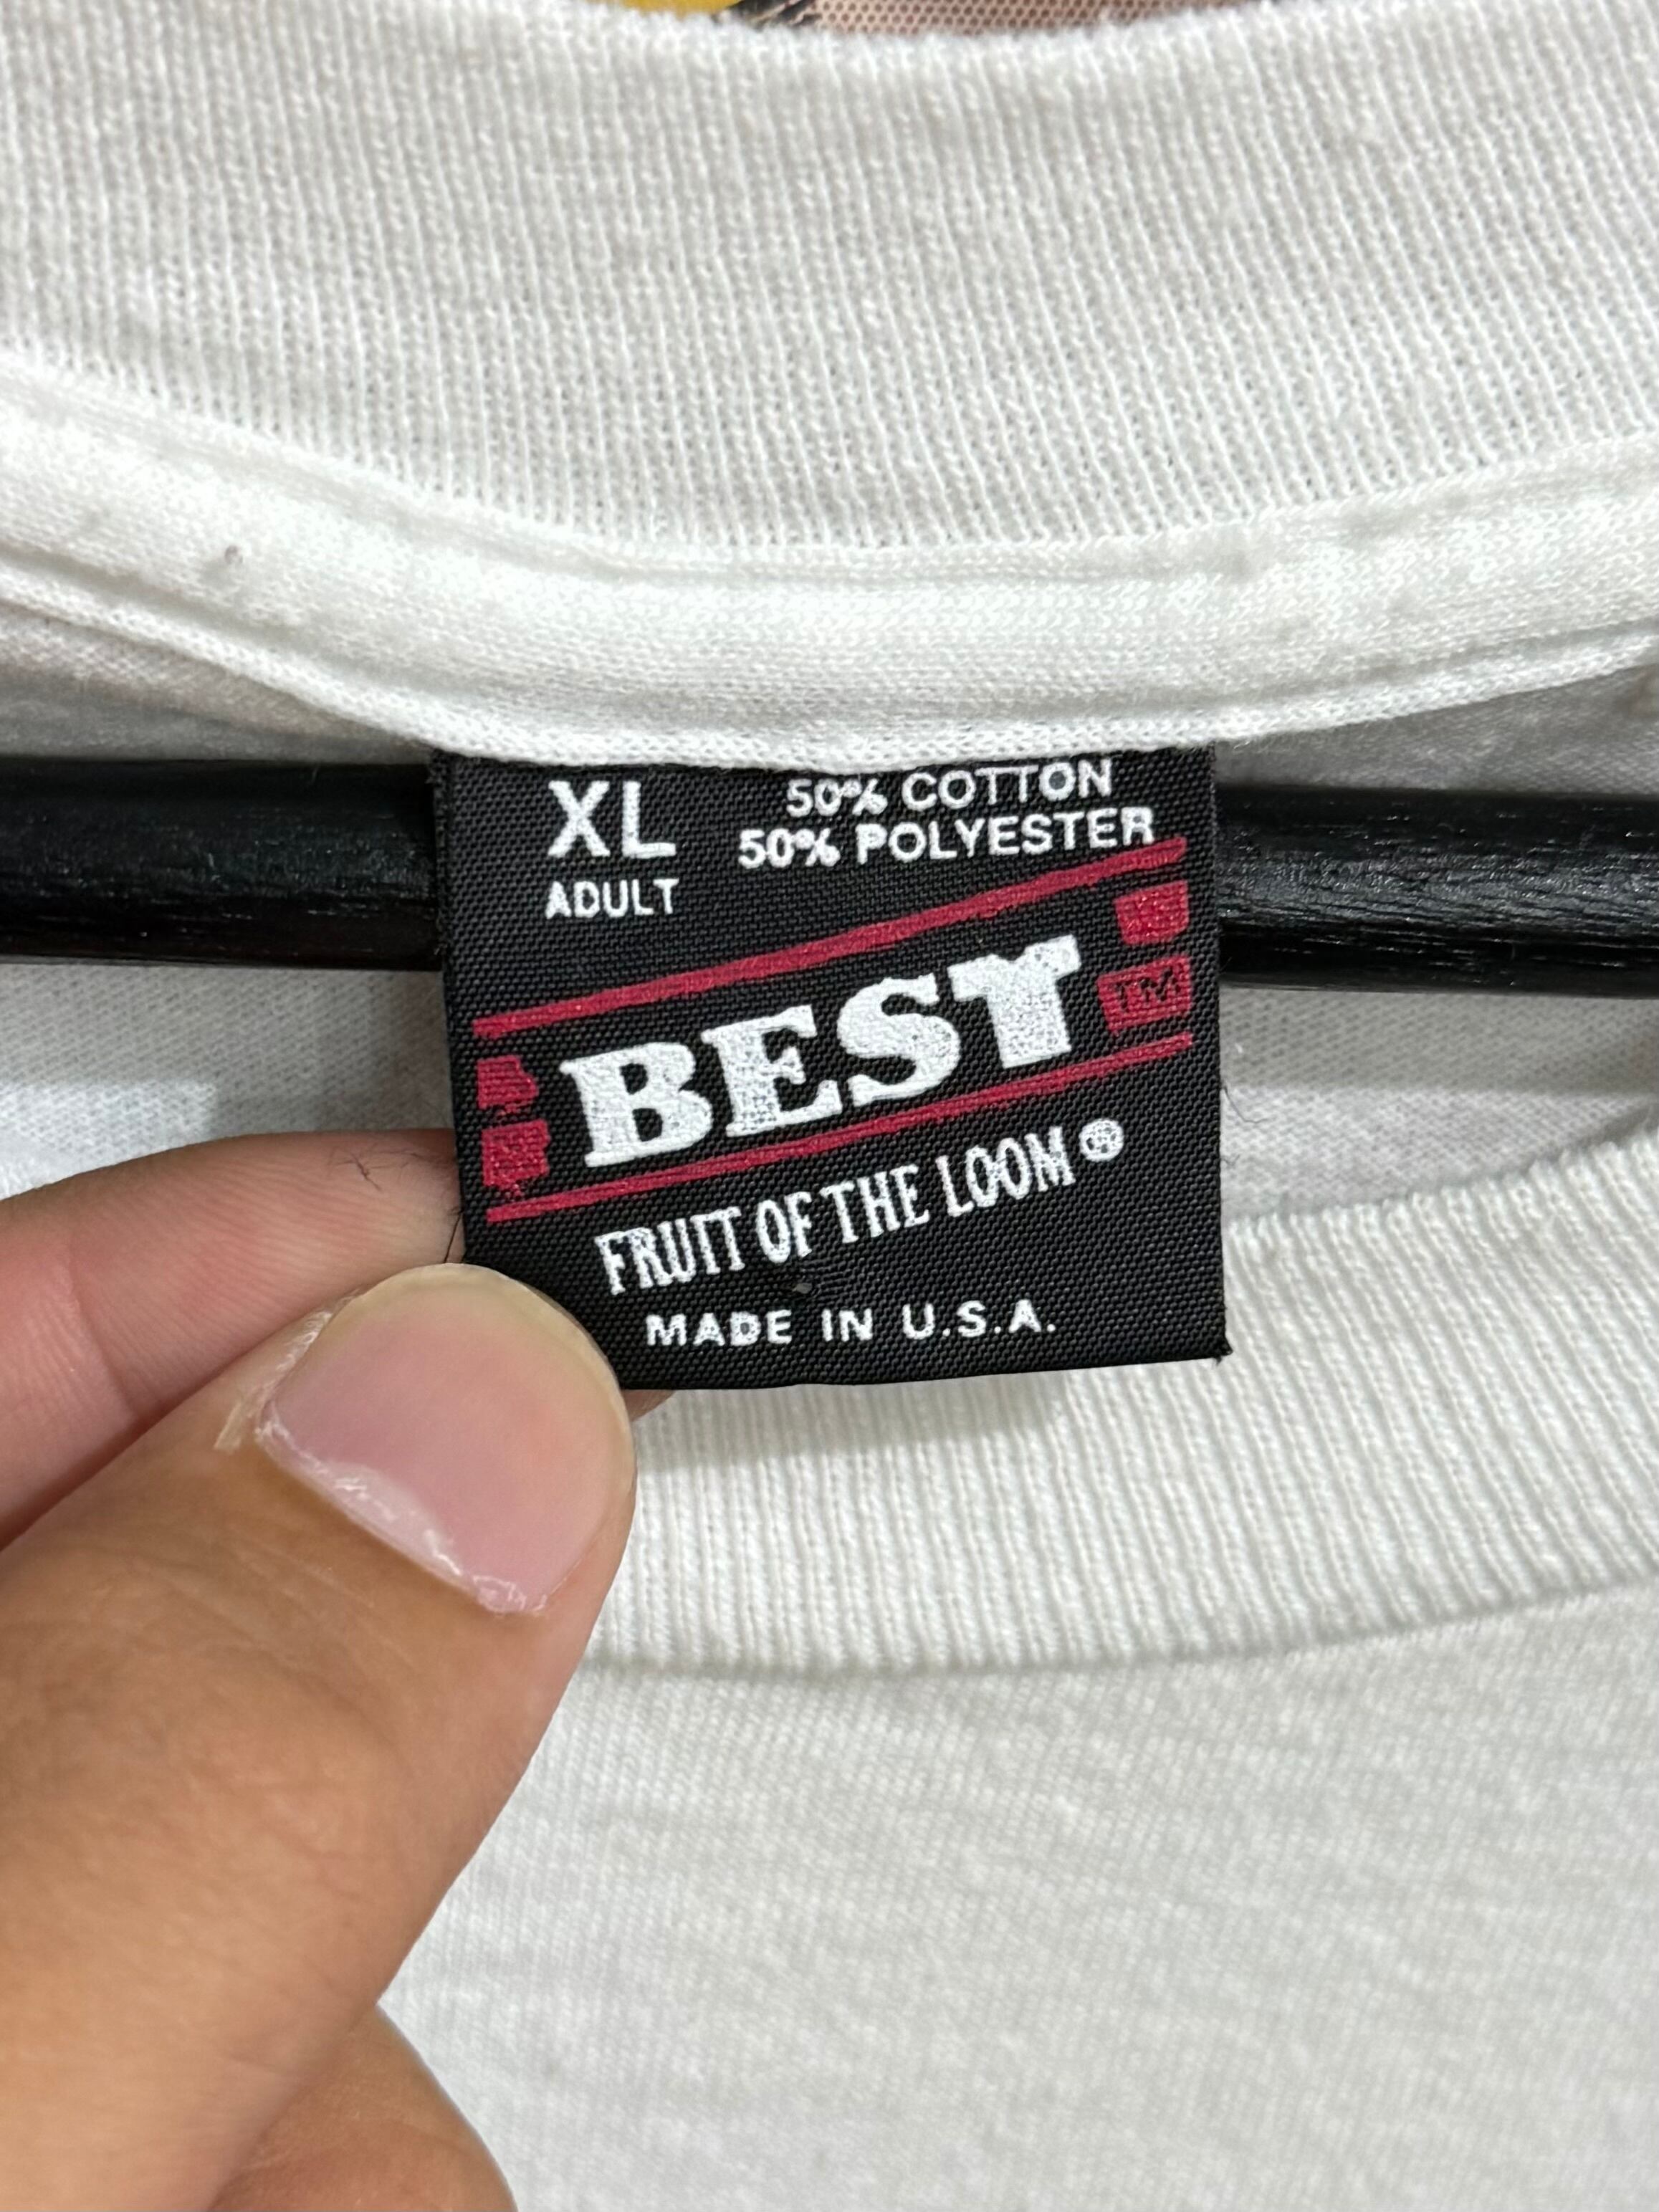 XL
ADULT
50% COTTON
50% POLYESTER
BEST
TM
FRUIT OF THE LOOM®
MADE IN U.S.A.